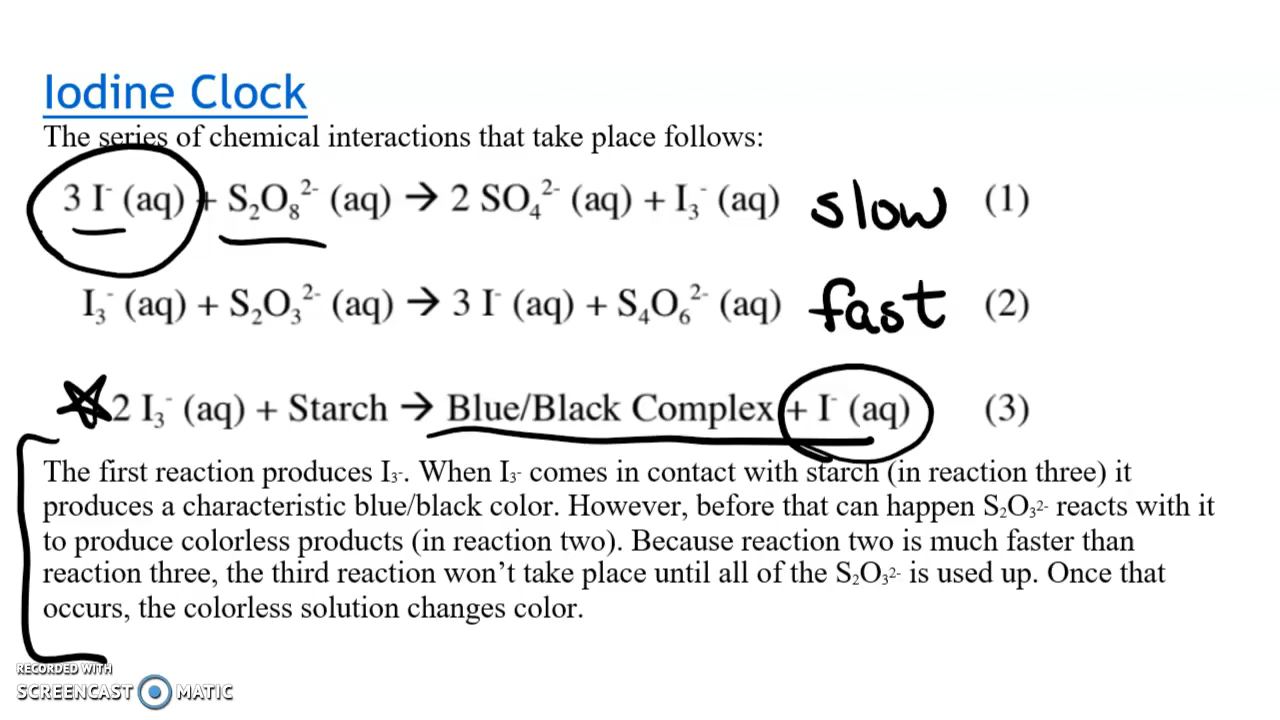 Iodine Clock
The series of chemical interactions that take place follows:
3 I⁻ (aq) + S₂O₈²⁻ (aq) → 2 SO₄²⁻ (aq) + I₃⁻ (aq) slow (1)
I₃⁻ (aq) + S₂O₃²⁻ (aq) → 3 I⁻ (aq) + S₄O₆²⁻ (aq) fast (2)
2 I₃⁻ (aq) + Starch → Blue/Black Complex + I⁻ (aq) (3)
The first reaction produces I₃⁻. When I₃⁻ comes in contact with starch (in reaction three) it
produces a characteristic blue/black color. However, before that can happen S₂O₃²⁻ reacts with it
to produce colorless products (in reaction two). Because reaction two is much faster than
reaction three, the third reaction won’t take place until all of the S₂O₃²⁻ is used up. Once that
occurs, the colorless solution changes color.
RECORDED WITH
SCREENCAST MATIC